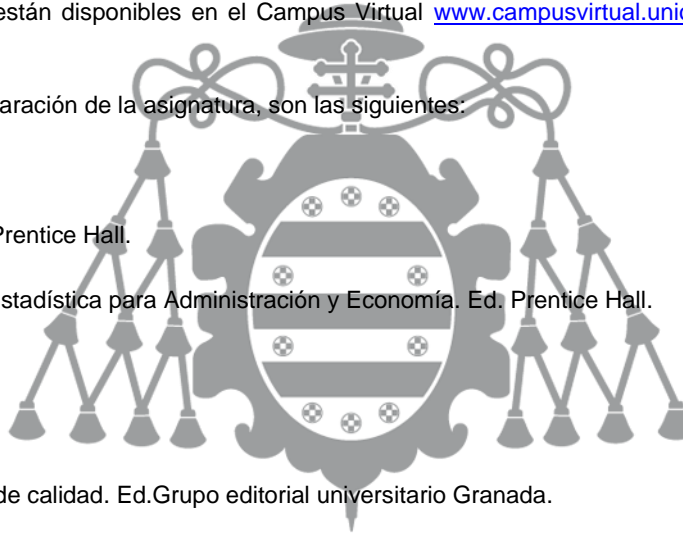 están disponibles en el Campus Virtual www.campusvirtual.unio
aración de la asignatura, son las siguientes:
Prentice Hall.
stadística para Administración y Economía. Ed. Prentice Hall.
de calidad. Ed.Grupo editorial universitario Granada.